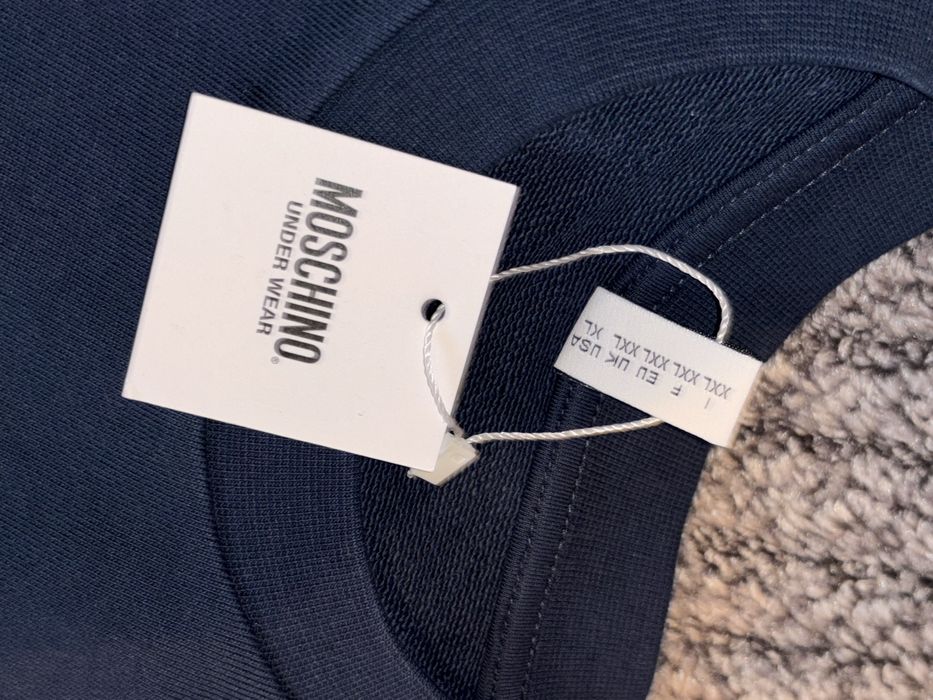 MOSCHINO
UNDER WEAR®
I F EU UK USA
XXL XXL XXL XXL XL